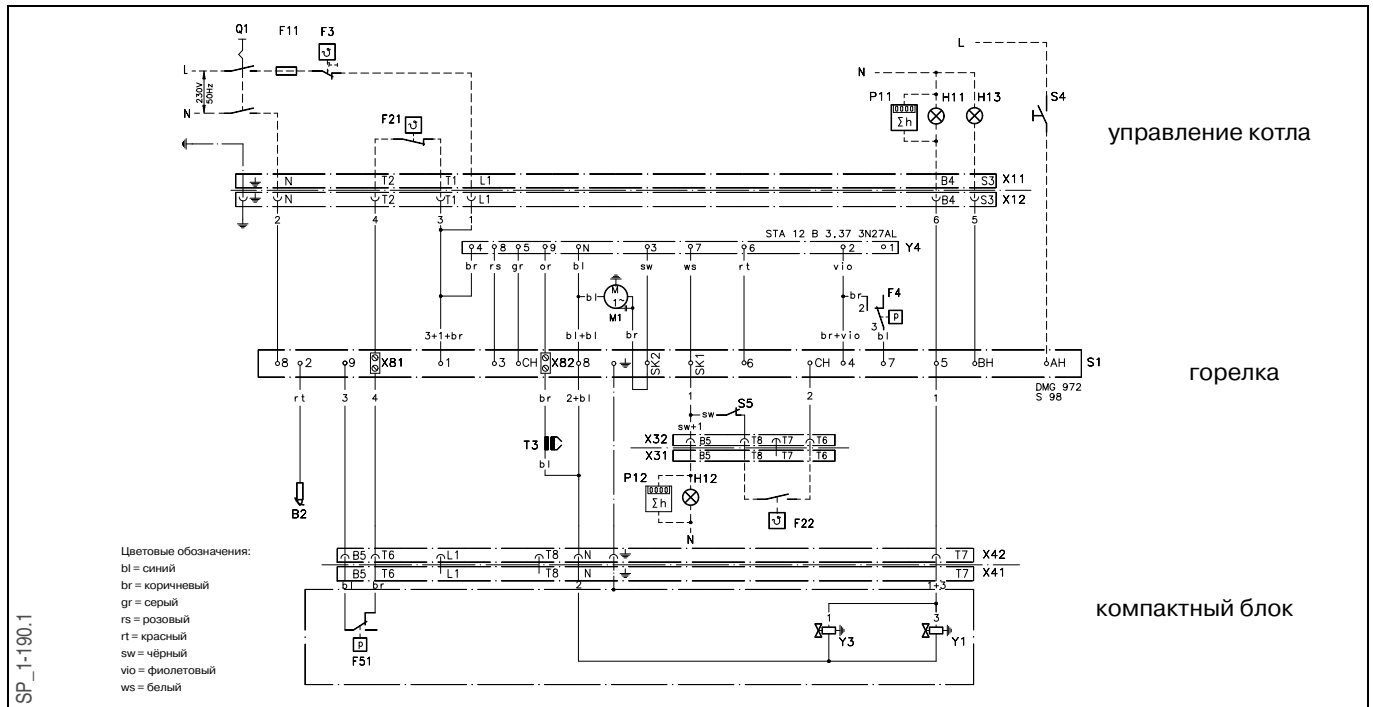 Q1 F11 F3
L
230V
50Hz
N
F21
L
N
P11 H11 H13 S4
0000
Σh
управление котла
N T2 T1 L1 B4 S3 X11
N T2 T1 L1 B4 S3 X12
2 4 3 1 6 5
STA 12 B 3.37 3N27AL
4 8 5 9 N 3 7 6 2 1 Y4
br rs gr or bl sw ws rt vio
bl M 1~ M1 br
br F4
2
P
3
3+1+br bl+bl br br+vio bl
8 2 9 X81 1 3 CH X82 8 SK2 SK1 6 CH 4 7 5 BH AH S1
горелка
DMG 972
S 98
rt 3 4 br 2+bl 1 2 1
sw S5
sw+1
T3
bl
X32 B5 T8 T7 T6
X31 B5 T8 T7 T6
P12 H12
0000
Σh
F22
N
B2
B5 T6 L1 T8 N T7 X42
B5 T6 L1 T8 N T7 X41
bl br 2 1+3
компактный блок
1 3
Y3 Y1
P
F51
Цветовые обозначения:
bl = синий
br = коричневый
gr = серый
rs = розовый
rt = красный
sw = чёрный
vio = фиолетовый
ws = белый
SP_1-190.1